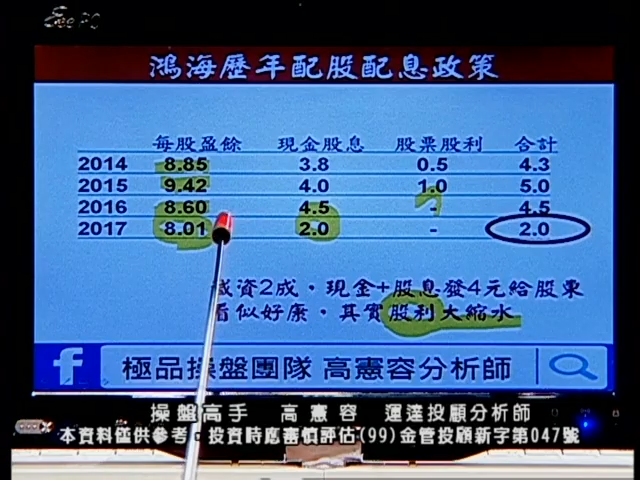 Eee PC
鴻海歷年配股配息政策
每股盈餘 現金股息 股票股利 合計
2014 8.85 3.8 0.5 4.3
2015 9.42 4.0 1.0 5.0
2016 8.60 4.5 - 4.5
2017 8.01 2.0 - 2.0
減資2成，現金+股息發4元給股東
看似好康，其實股利大縮水
f 極品操盤團隊 高憲容分析師
操盤高手 高憲容 運達投顧分析師
本資料僅供參考，投資時應審慎評估(99)金管投顧新字第047號